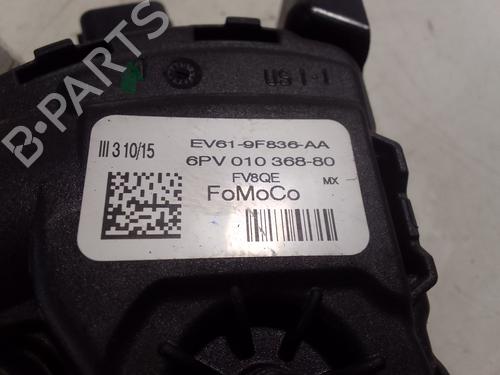 B-PARTS
US 1+1
III 3 10/15
EV61-9F836-AA
6PV 010 368-80
FV8QE
MX
FoMoCo